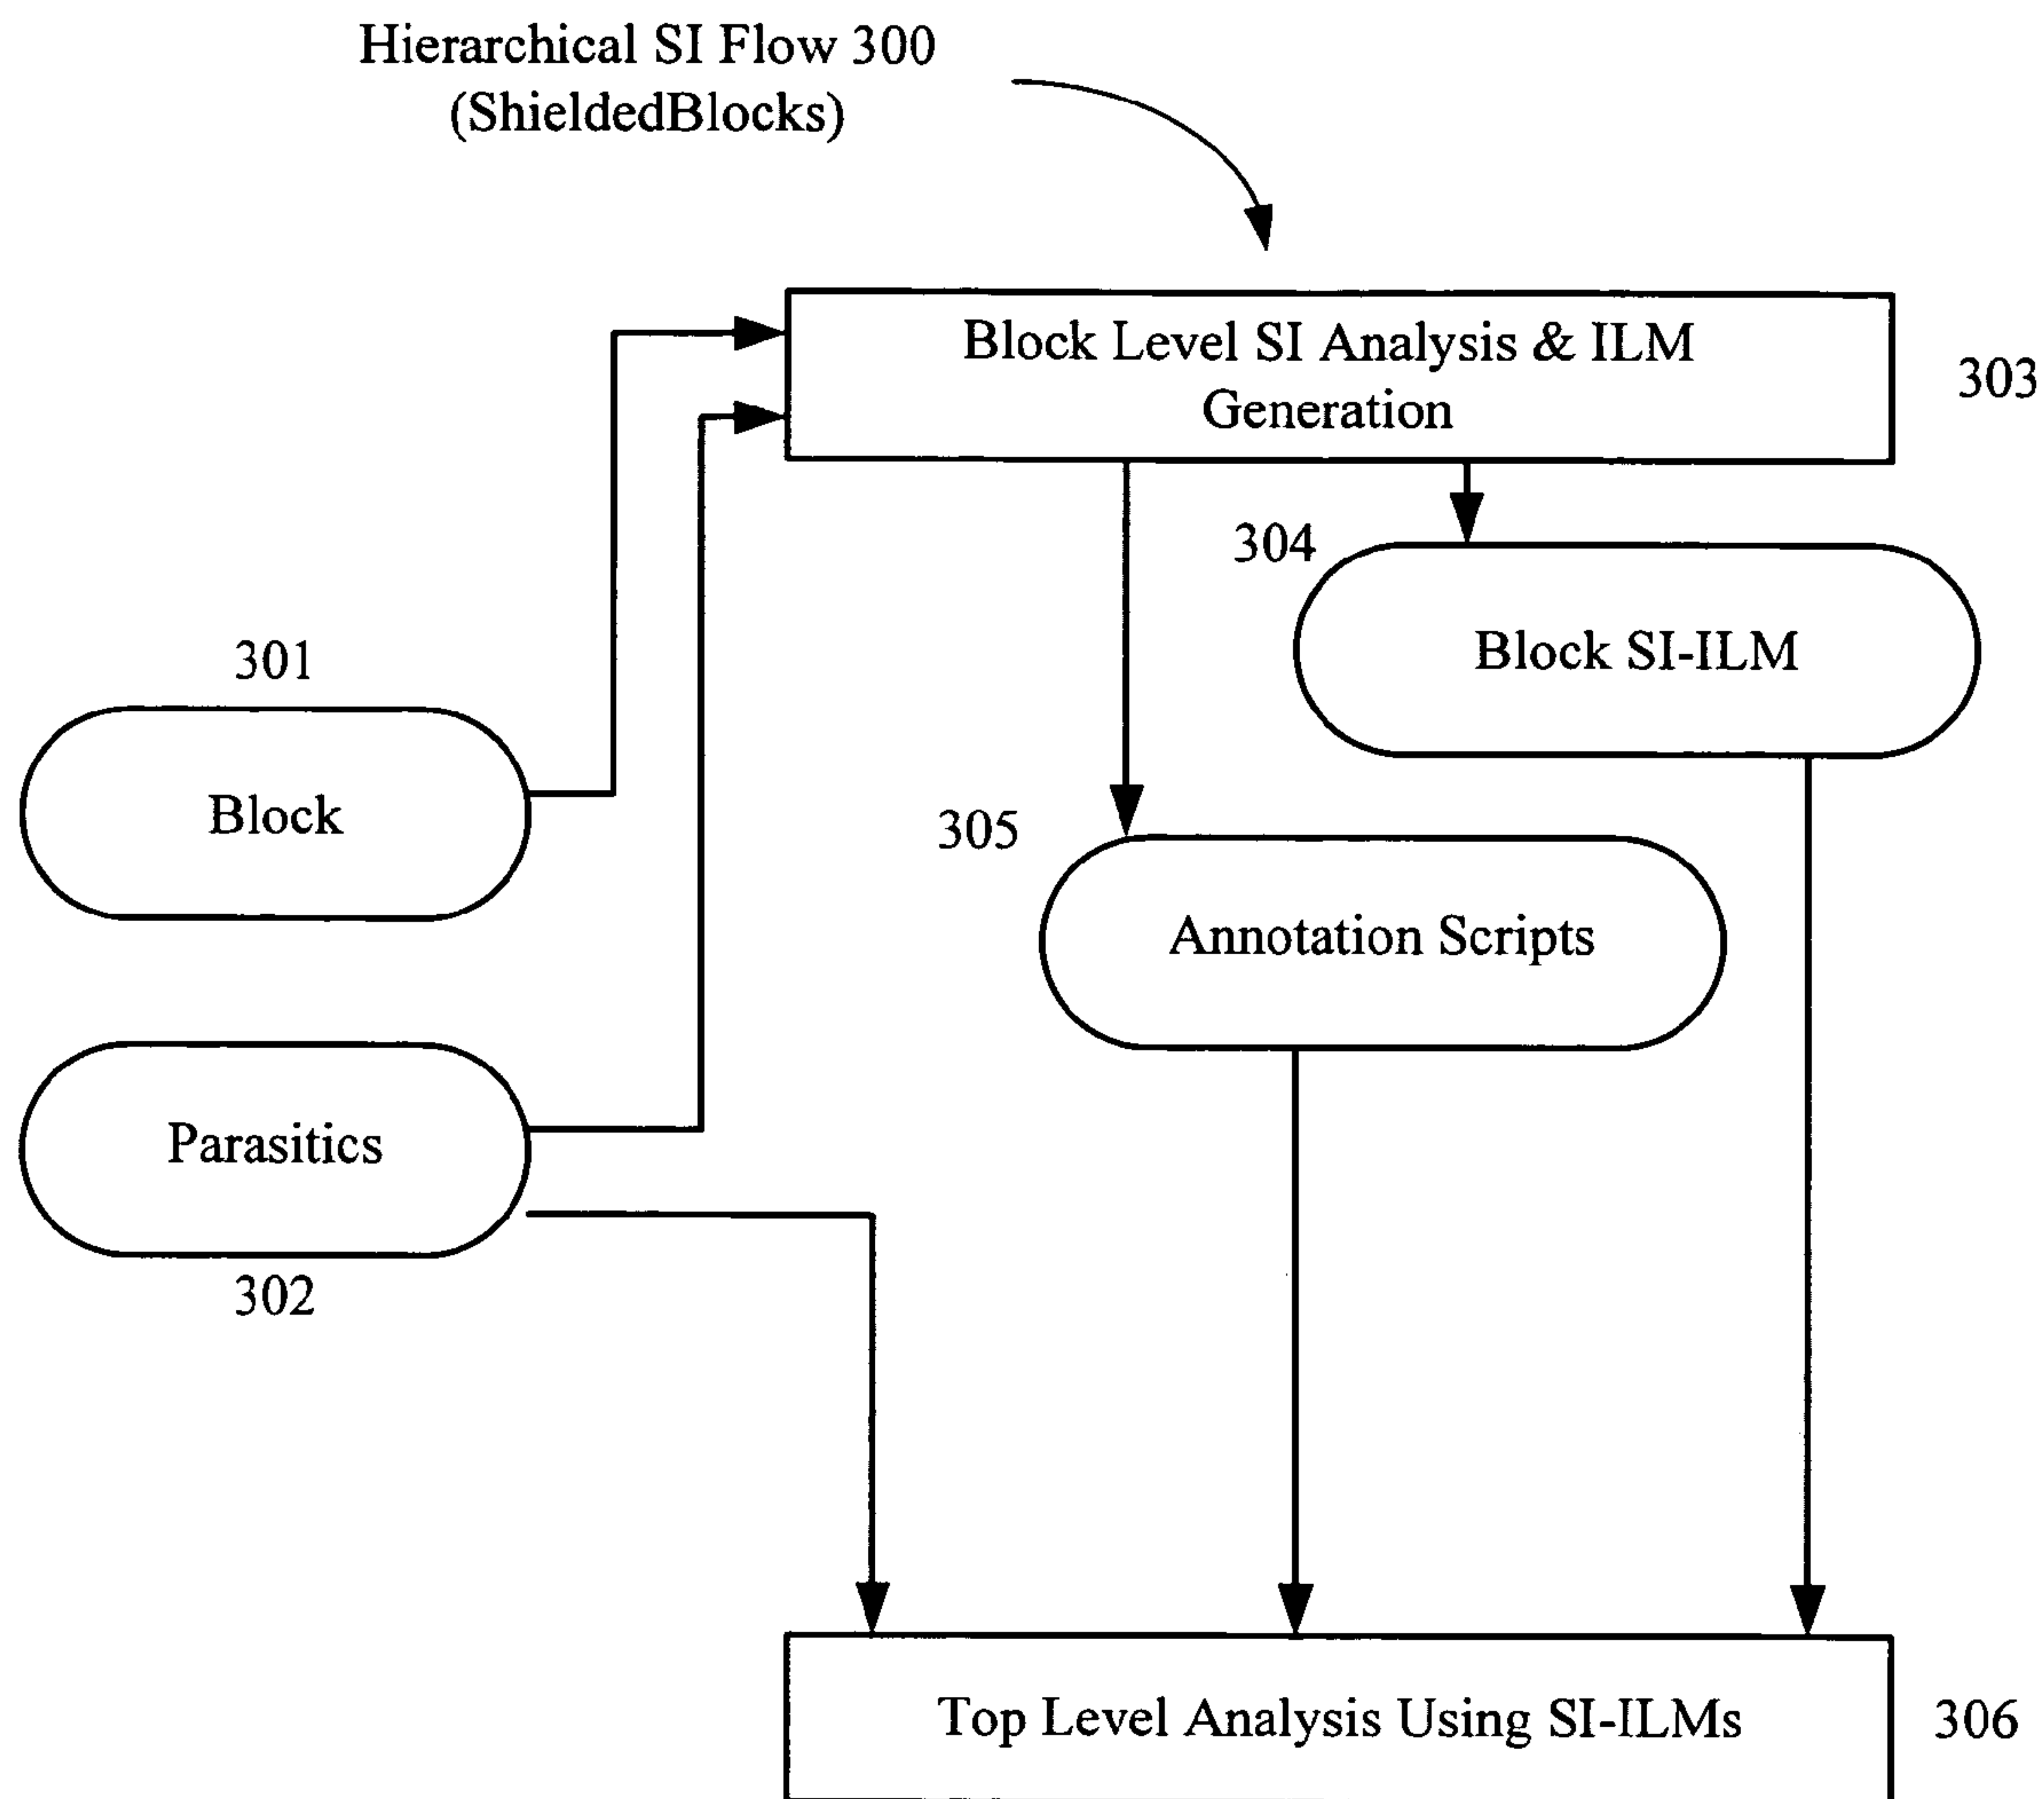 Hierarchical SI Flow 300
(ShieldedBlocks)
Block Level SI Analysis & ILM
Generation
303
304
Block SI-ILM
301
Block
305
Annotation Scripts
Parasitics
302
Top Level Analysis Using SI-ILMs
306